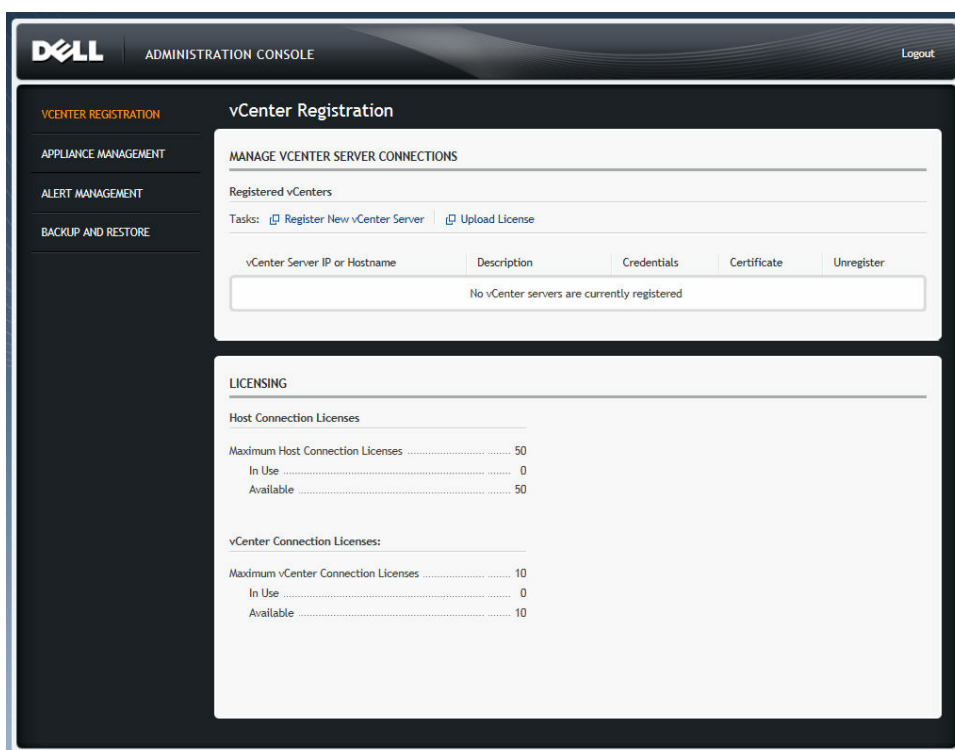 DELL ADMINISTRATION CONSOLE Logout
VCENTER REGISTRATION
APPLIANCE MANAGEMENT
ALERT MANAGEMENT
BACKUP AND RESTORE
vCenter Registration
MANAGE VCENTER SERVER CONNECTIONS
Registered vCenters
Tasks: Register New vCenter Server Upload License
vCenter Server IP or Hostname Description Credentials Certificate Unregister
No vCenter servers are currently registered
LICENSING
Host Connection Licenses
Maximum Host Connection Licenses 50
In Use 0
Available 50
vCenter Connection Licenses:
Maximum vCenter Connection Licenses 10
In Use 0
Available 10